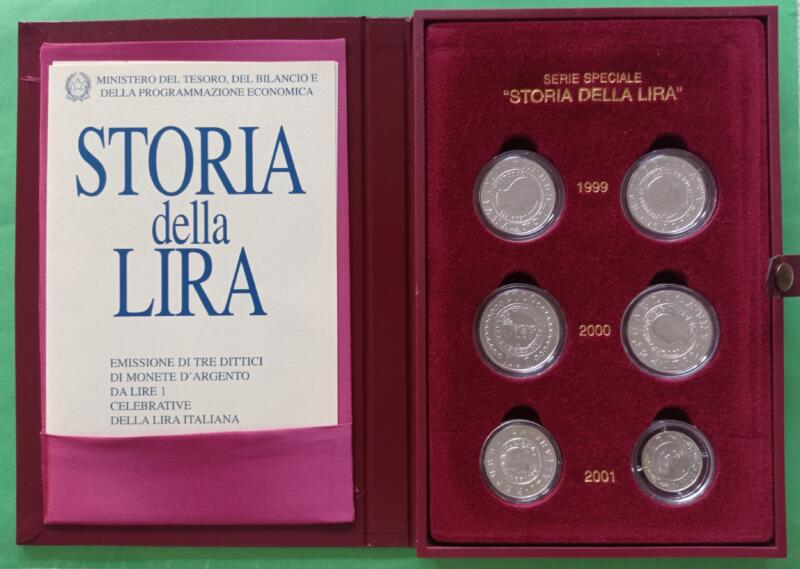 MINISTERO DEL TESORO, DEL BILANCIO E
DELLA PROGRAMMAZIONE ECONOMICA
STORIA
della
LIRA
EMISSIONE DI TRE DITTICI
DI MONETE D'ARGENTO
DA LIRE 1
CELEBRATIVE
DELLA LIRA ITALIANA
SERIE SPECIALE
"STORIA DELLA LIRA"
1999
2000
2001